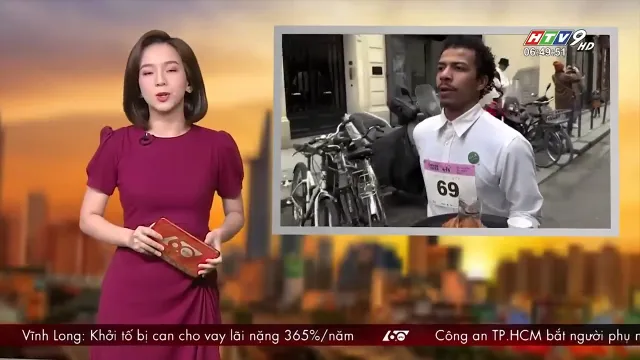 HTV9
HD
06:49:51
69
Vĩnh Long: Khởi tố bị can cho vay lãi nặng 365%/năm
60
Công an TP.HCM bắt người phụ n